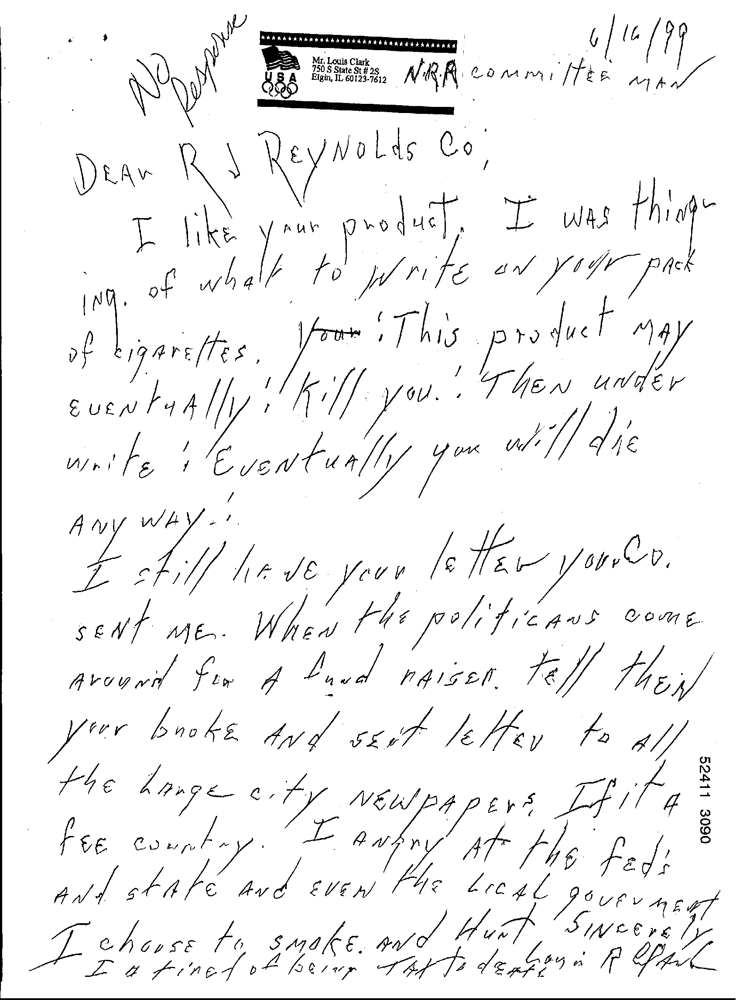 No Response
6/16/99
USA
Mr. Louis Clark
750 S State St # 2S
Elgin, IL 60123-7612
N.R.A committee man
Dear R J Reynolds Co;
I like your product. I was thing
ing. of what to write on your pack
of cigarettes. Your "This product may
eventually" Kill you." Then under
write "Eventually you will die
any way."
I still have your letter your Co.
sent me. When the politicans come
around for a fund raiser. tell them
your broke and sent letter to all
the large city newpapers, If it a
fee country. I angry at the fed's
and state and even the local goverment
I choose to smoke. and Hunt Sincerely
I a tired of being tax to death Louis R Clark
52411 3090